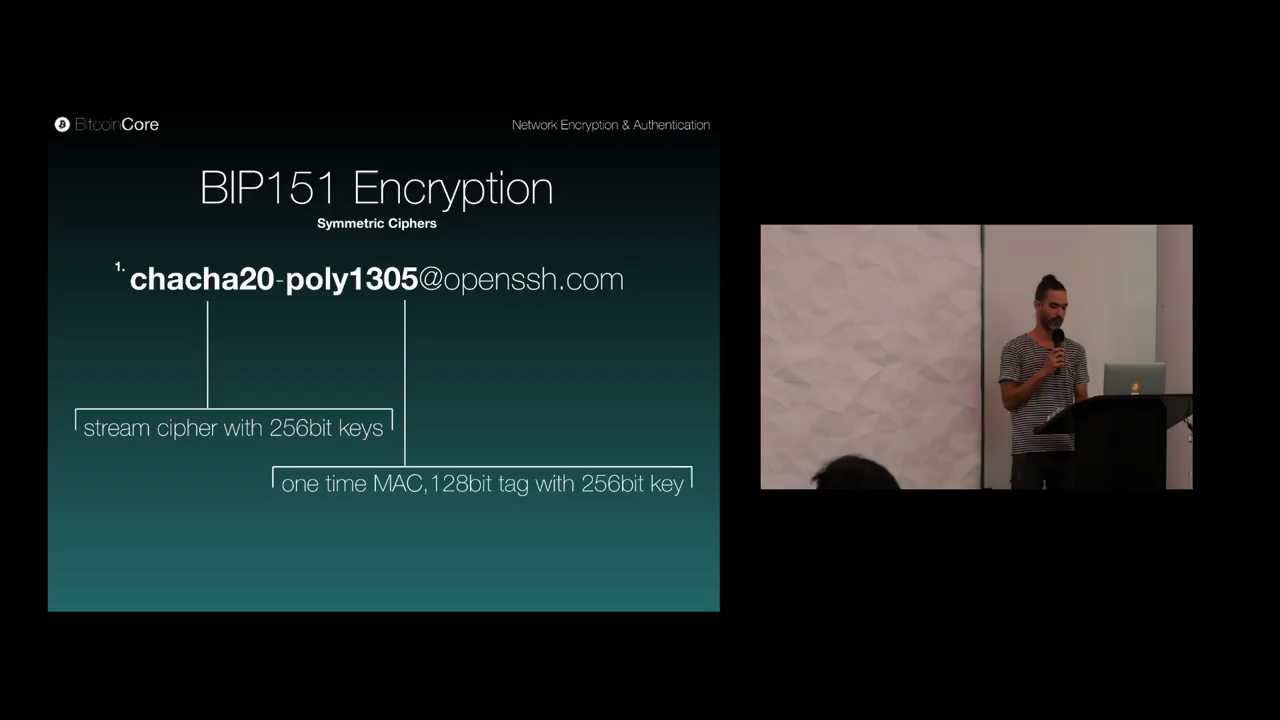 BitcoinCore
Network Encryption & Authentication
BIP151 Encryption
Symmetric Ciphers
1. chacha20-poly1305@openssh.com
stream cipher with 256bit keys
one time MAC,128bit tag with 256bit key